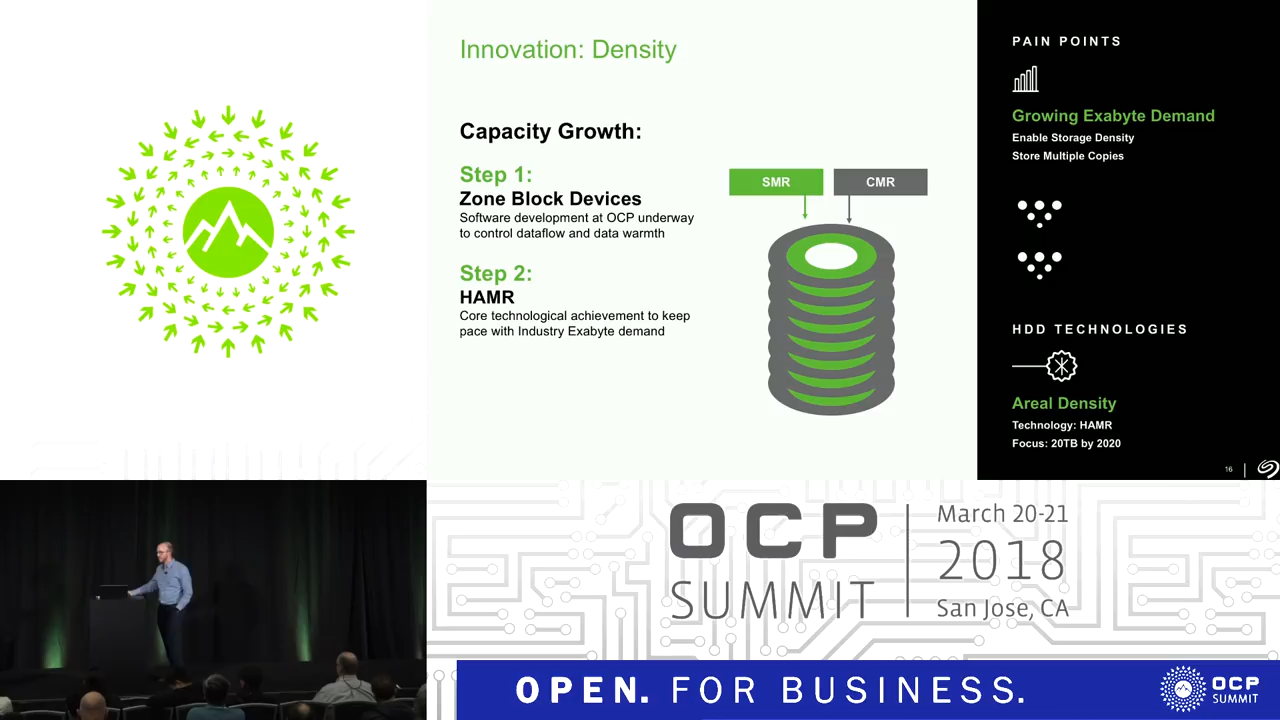 Innovation: Density
Capacity Growth:
Step 1:
Zone Block Devices
Software development at OCP underway
to control dataflow and data warmth
Step 2:
HAMR
Core technological achievement to keep
pace with Industry Exabyte demand
SMR
CMR
PAIN POINTS
Growing Exabyte Demand
Enable Storage Density
Store Multiple Copies
HDD TECHNOLOGIES
Areal Density
Technology: HAMR
Focus: 20TB by 2020
16
OCP
SUMMIT
March 20-21
2018
San Jose, CA
OPEN. FOR BUSINESS.
OCP
SUMMIT